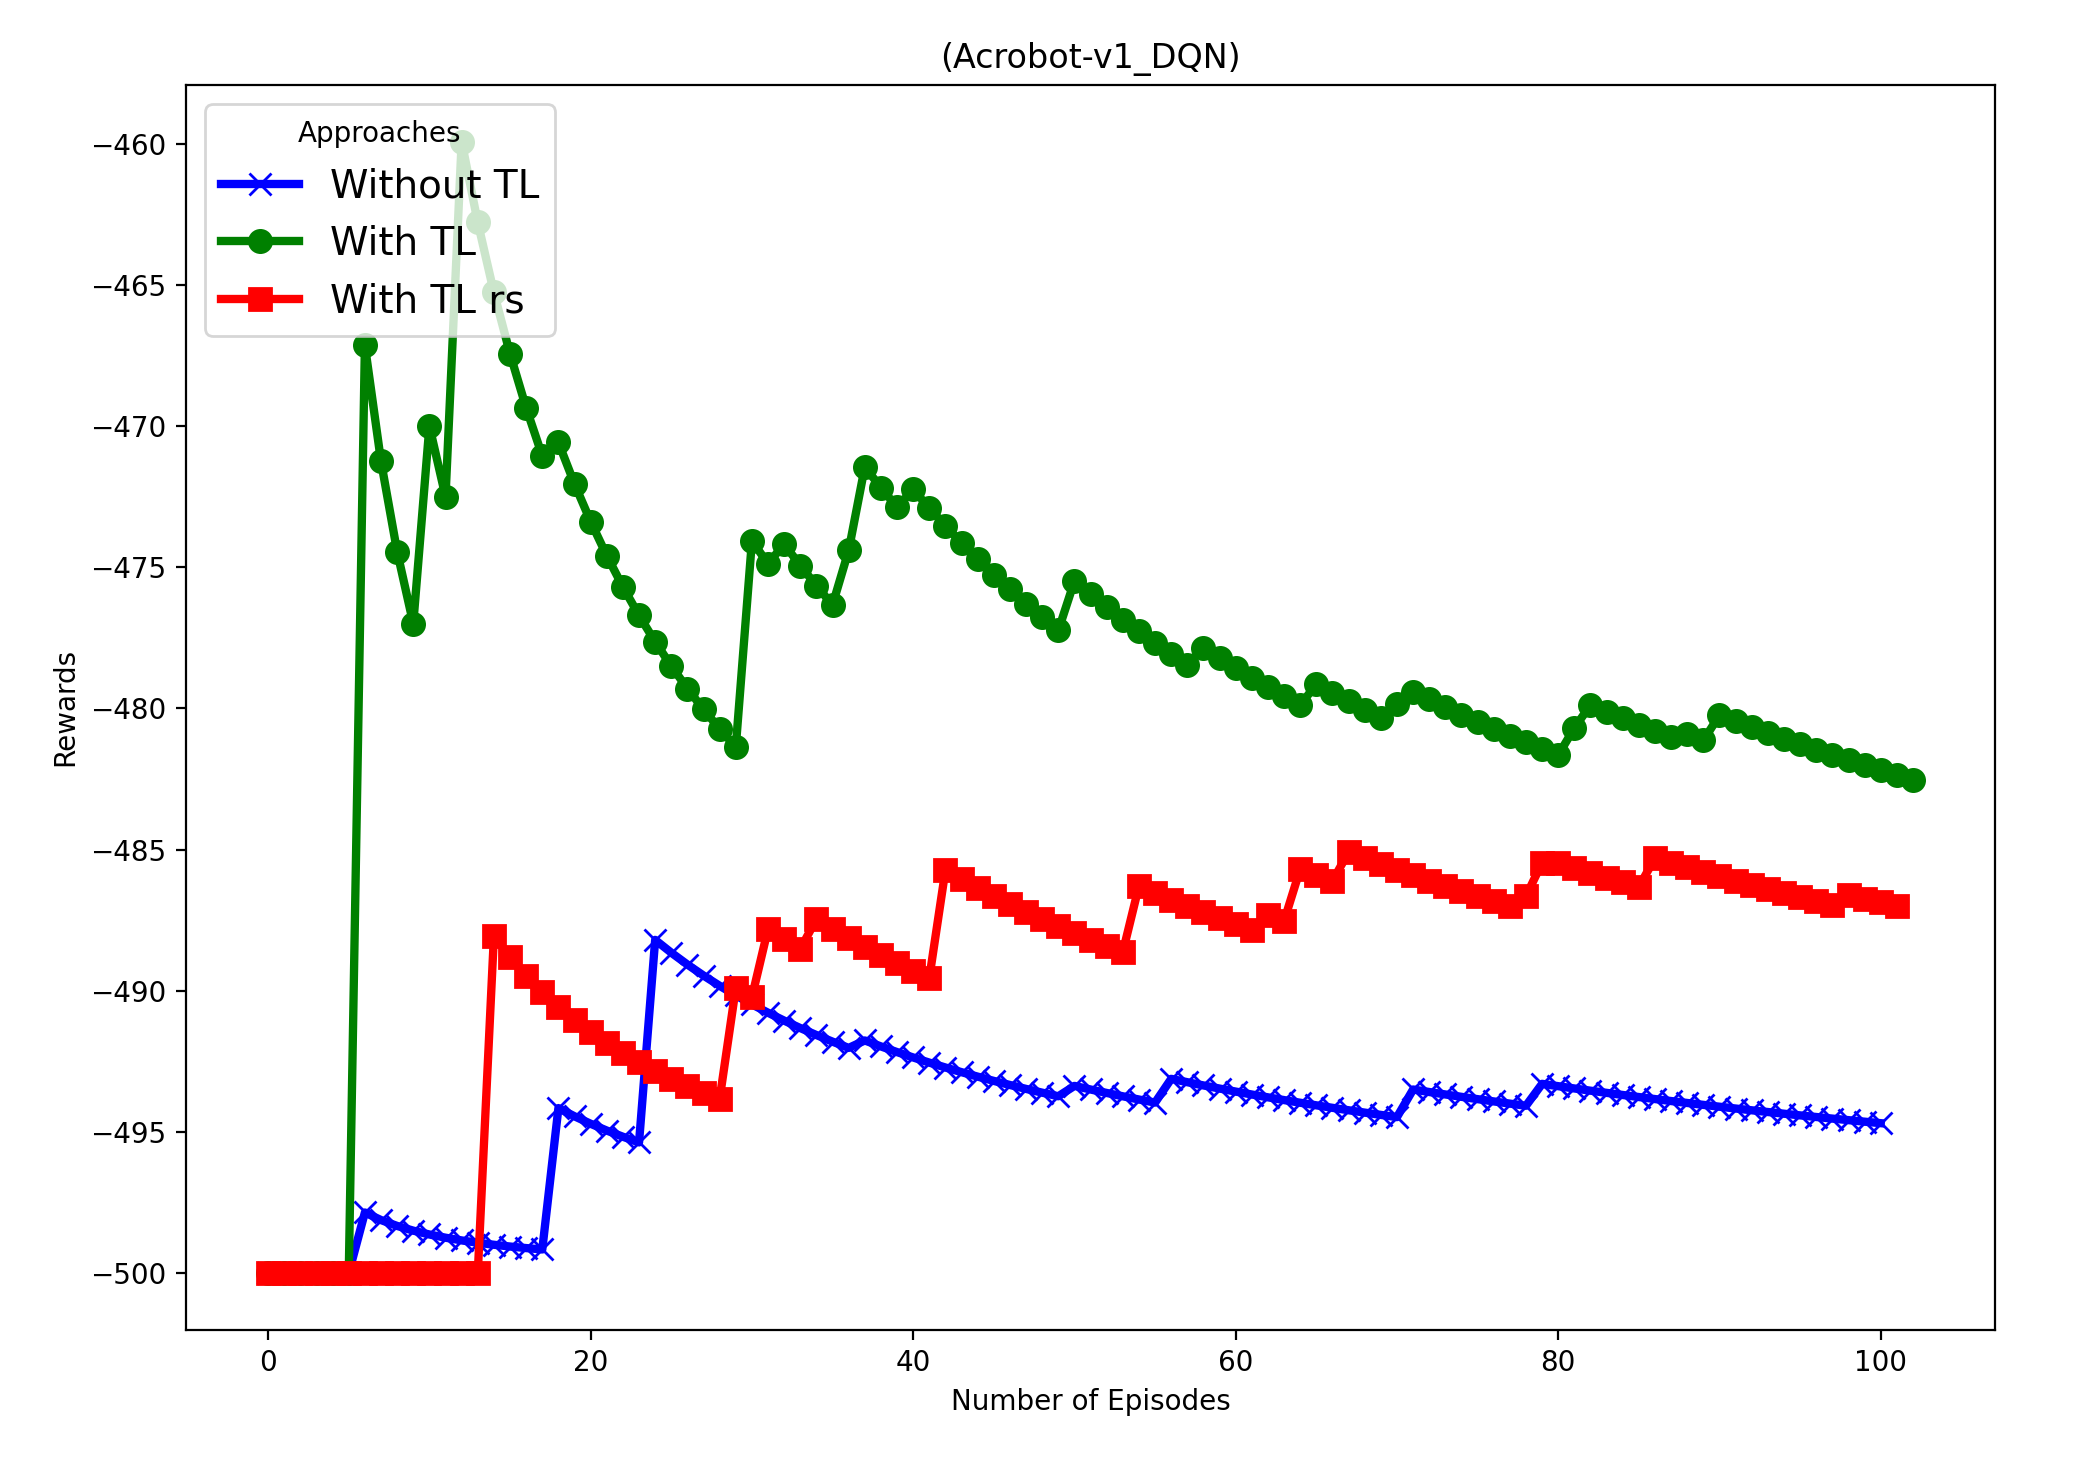 (Acrobot-v1_DQN)
Approaches
Without TL
With TL
With TL rs
Rewards
−460
−465
−470
−475
−480
−485
−490
−495
−500
0 20 40 60 80 100
Number of Episodes